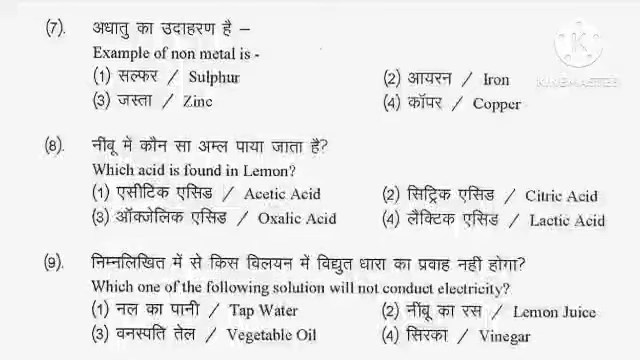 (7). अधातु का उदाहरण है –
Example of non metal is -
(1) सल्फर / Sulphur (2) आयरन / Iron
(3) जस्ता / Zinc (4) कॉपर / Copper
(8). नींबू में कौन सा अम्ल पाया जाता है?
Which acid is found in Lemon?
(1) एसीटिक एसिड / Acetic Acid (2) सिट्रिक एसिड / Citric Acid
(3) ऑक्जेलिक एसिड / Oxalic Acid (4) लैक्टिक एसिड / Lactic Acid
(9). निम्नलिखित में से किस विलयन में विद्युत धारा का प्रवाह नहीं होगा?
Which one of the following solution will not conduct electricity?
(1) नल का पानी / Tap Water (2) नींबू का रस / Lemon Juice
(3) वनस्पति तेल / Vegetable Oil (4) सिरका / Vinegar
K
KINEMASTER